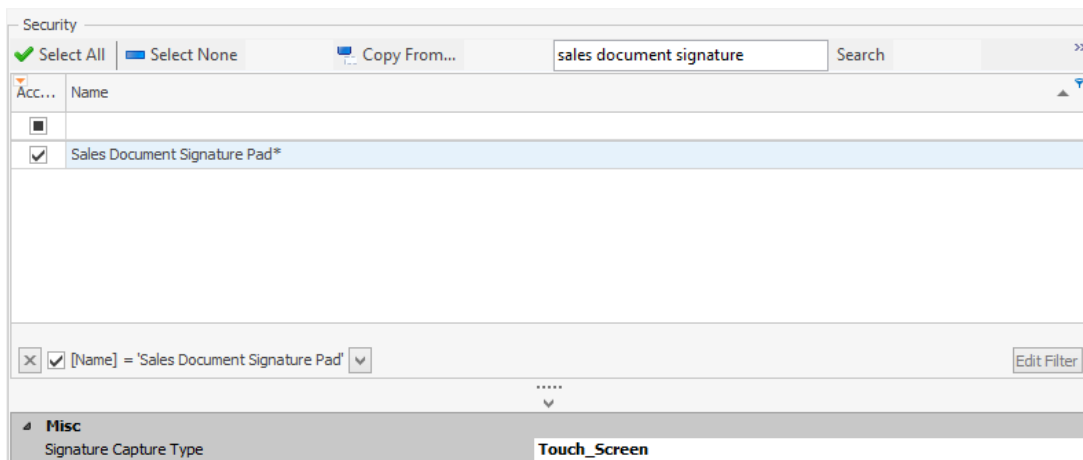 Security
Select All Select None Copy From... sales document signature Search
Acc... Name
Sales Document Signature Pad*
[Name] = 'Sales Document Signature Pad' Edit Filter
Misc
Signature Capture Type Touch_Screen